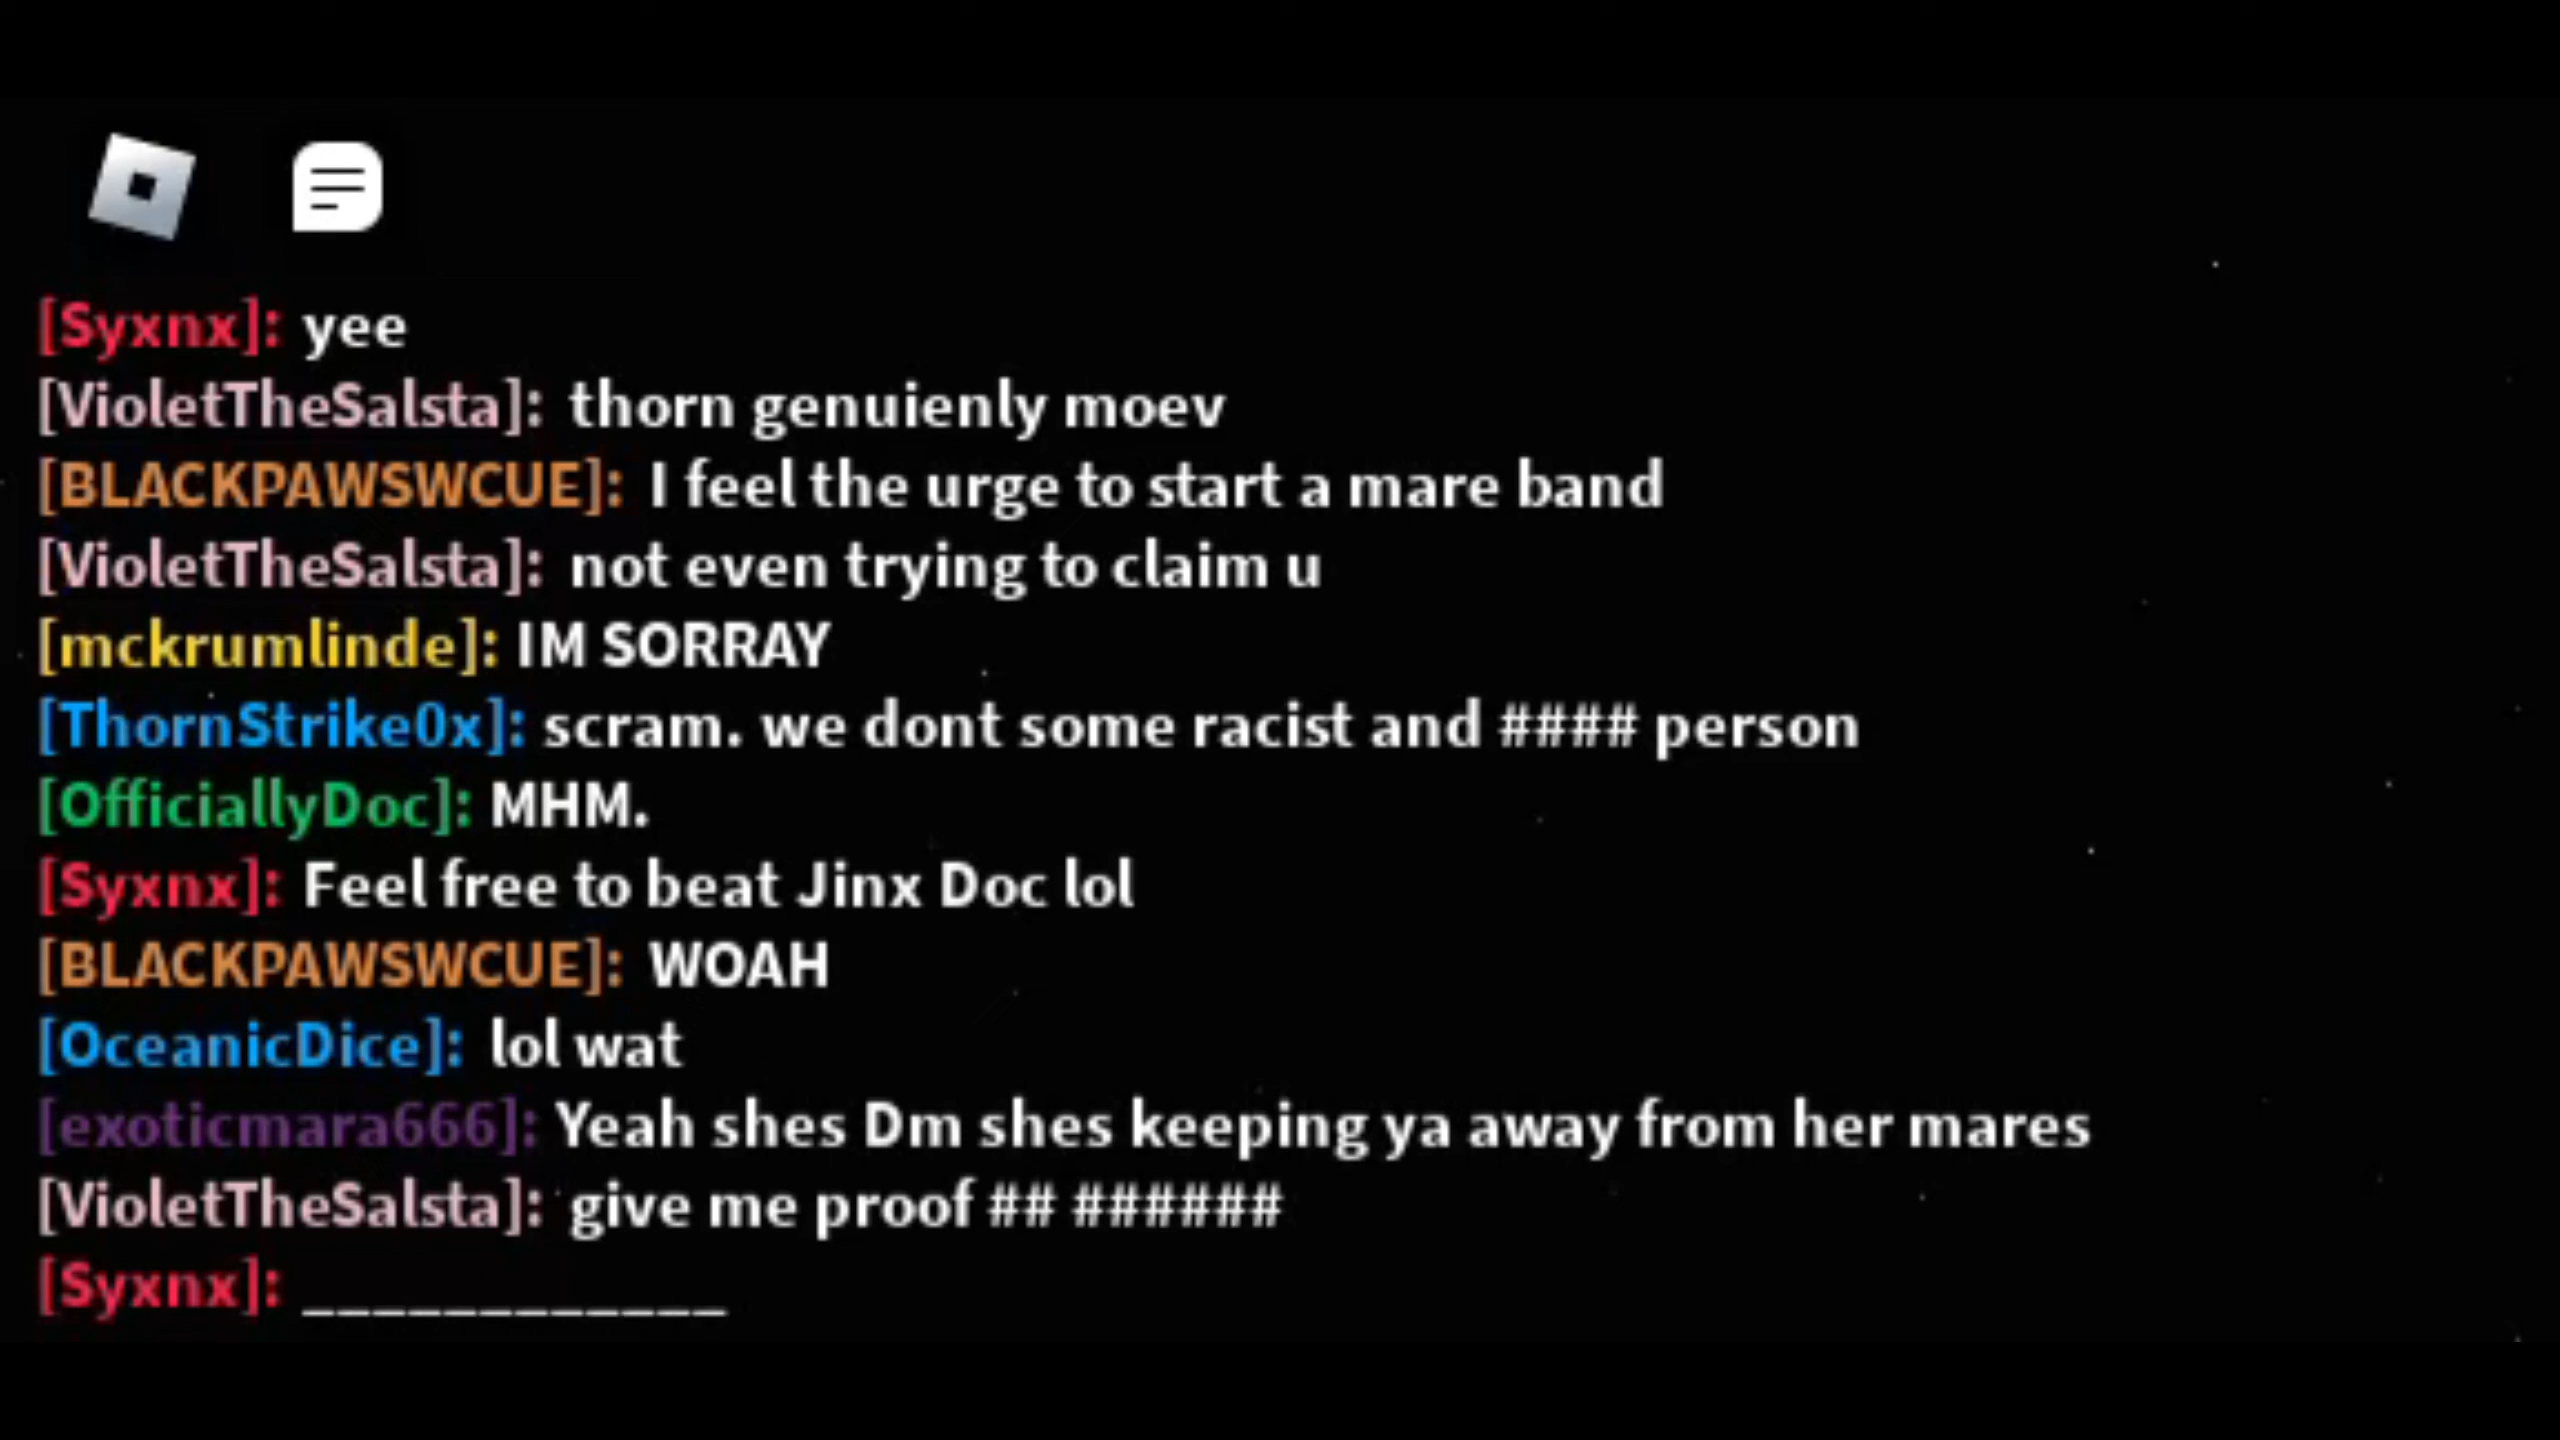 [Syxnx]: yee
[VioletTheSalsta]: thorn genuienly moev
[BLACKPAWSWCUE]: I feel the urge to start a mare band
[VioletTheSalsta]: not even trying to claim u
[mckrumlinde]: IM SORRAY
[ThornStrike0x]: scram. we dont some racist and #### person
[OfficiallyDoc]: MHM.
[Syxnx]: Feel free to beat Jinx Doc lol
[BLACKPAWSWCUE]: WOAH
[OceanicDice]: lol wat
[exoticmara666]: Yeah shes Dm shes keeping ya away from her mares
[VioletTheSalsta]: give me proof ## ######
[Syxnx]: ____________